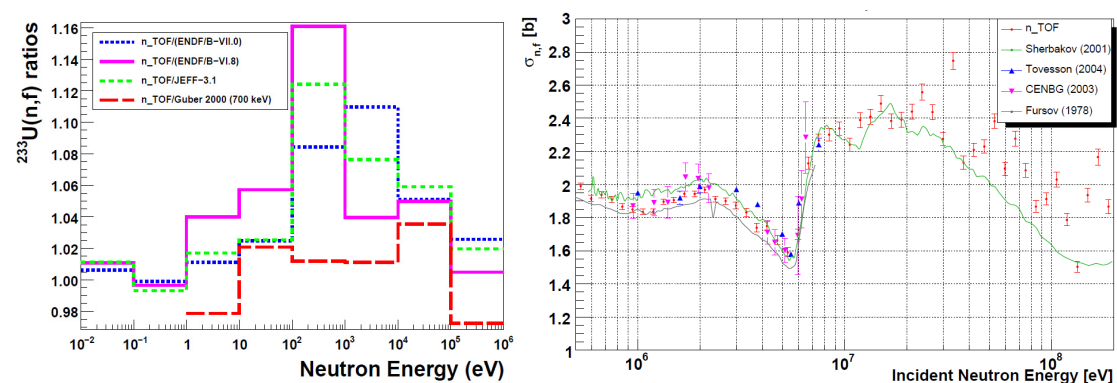 ²³³U(n,f) ratios
1.16
1.14
1.12
1.10
1.08
1.06
1.04
1.02
1.00
0.98
n_TOF/(ENDF/B-VII.0)
n_TOF/(ENDF/B-VI.8)
n_TOF/JEFF-3.1
n_TOF/Guber 2000 (700 keV)
10⁻² 10⁻¹ 1 10 10² 10³ 10⁴ 10⁵ 10⁶
Neutron Energy (eV)
σn,f [b]
3
2.8
2.6
2.4
2.2
2
1.8
1.6
1.4
1.2
1
n_TOF
Sherbakov (2001)
Tovesson (2004)
CENBG (2003)
Fursov (1978)
10⁶ 10⁷ 10⁸
Incident Neutron Energy [eV]